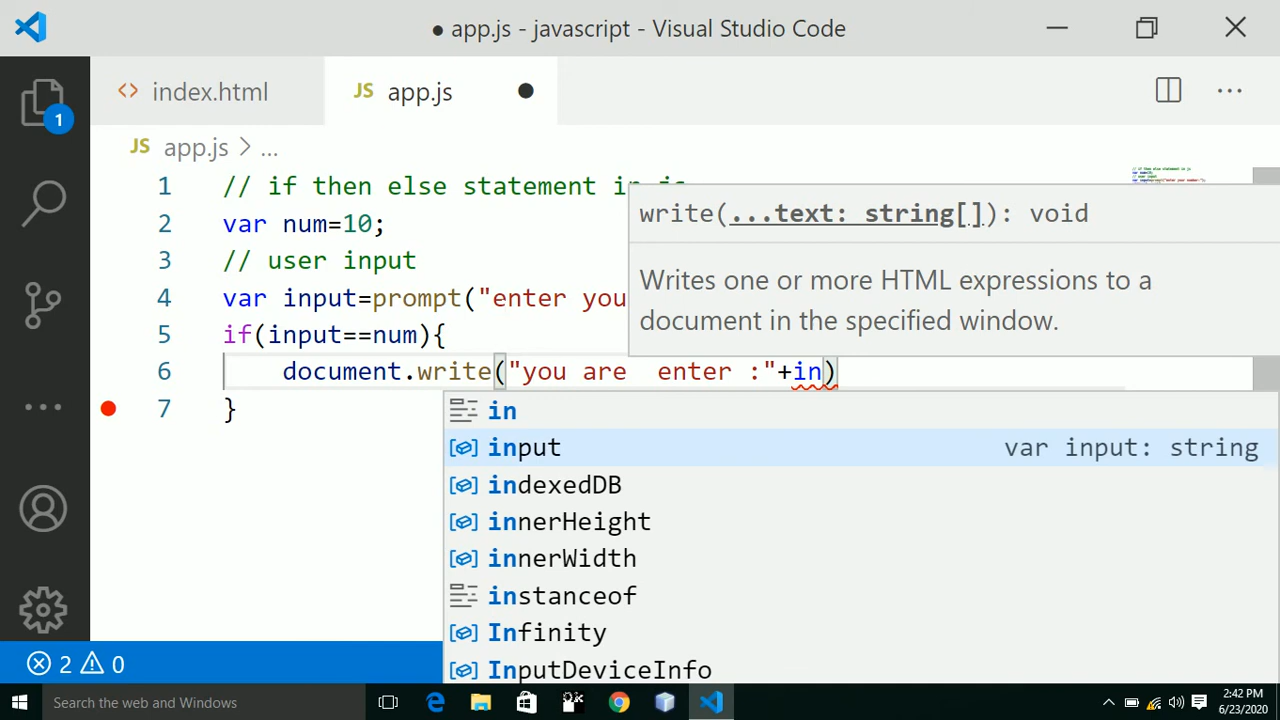 ● app.js - javascript - Visual Studio Code
index.html
JS app.js
1
JS app.js > ...
1 // if then else statement in js
write(...text: string[]): void
2 var num=10;
3 // user input
Writes one or more HTML expressions to a
4 var input=prompt("enter you
document in the specified window.
5 if(input==num){
6 document.write("you are  enter :"+in)
7 }
in
input var input: string
indexedDB
innerHeight
innerWidth
instanceof
Infinity
InputDeviceInfo
2 0
Search the web and Windows
2:42 PM
6/23/2020